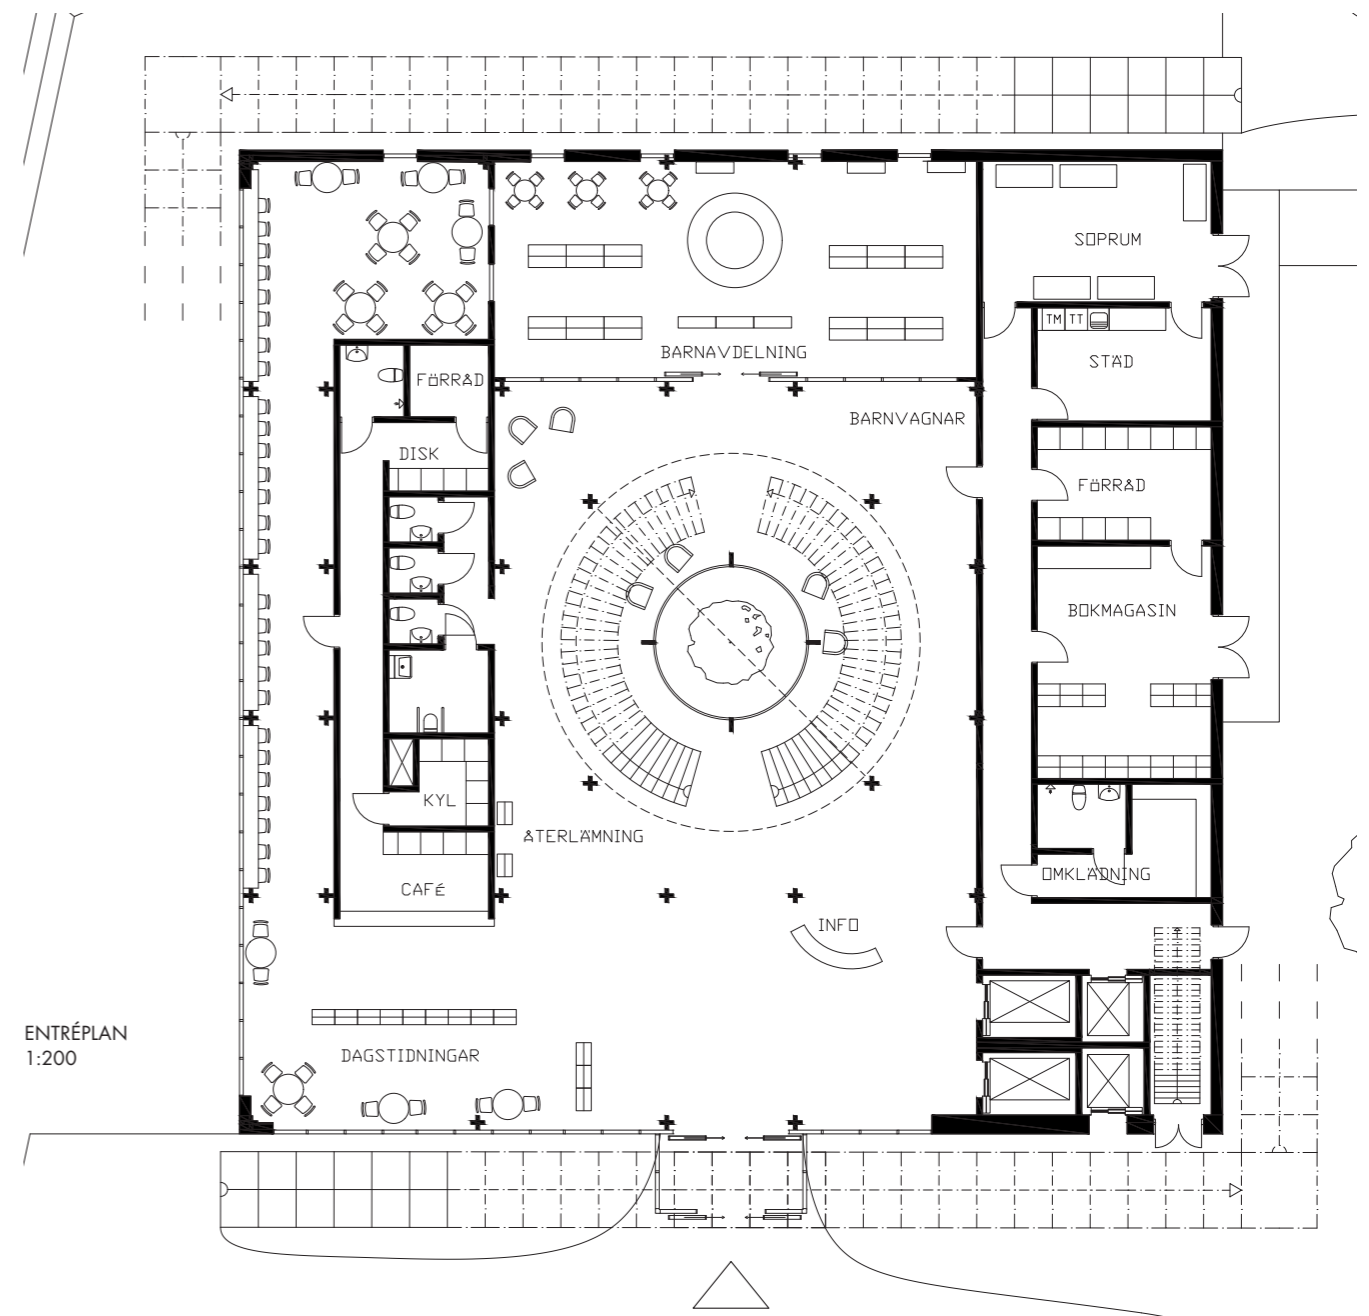 SOPRUM
TM TT
STÄD
BARNAVDELNING
FÖRRÅD
BARNVAGNAR
DISK
FÖRRÅD
BOKMAGASIN
KYL
ÅTERLÄMNING
OMKLÄDNING
CAFÉ
INFO
ENTRÉPLAN
1:200
DAGSTIDNINGAR